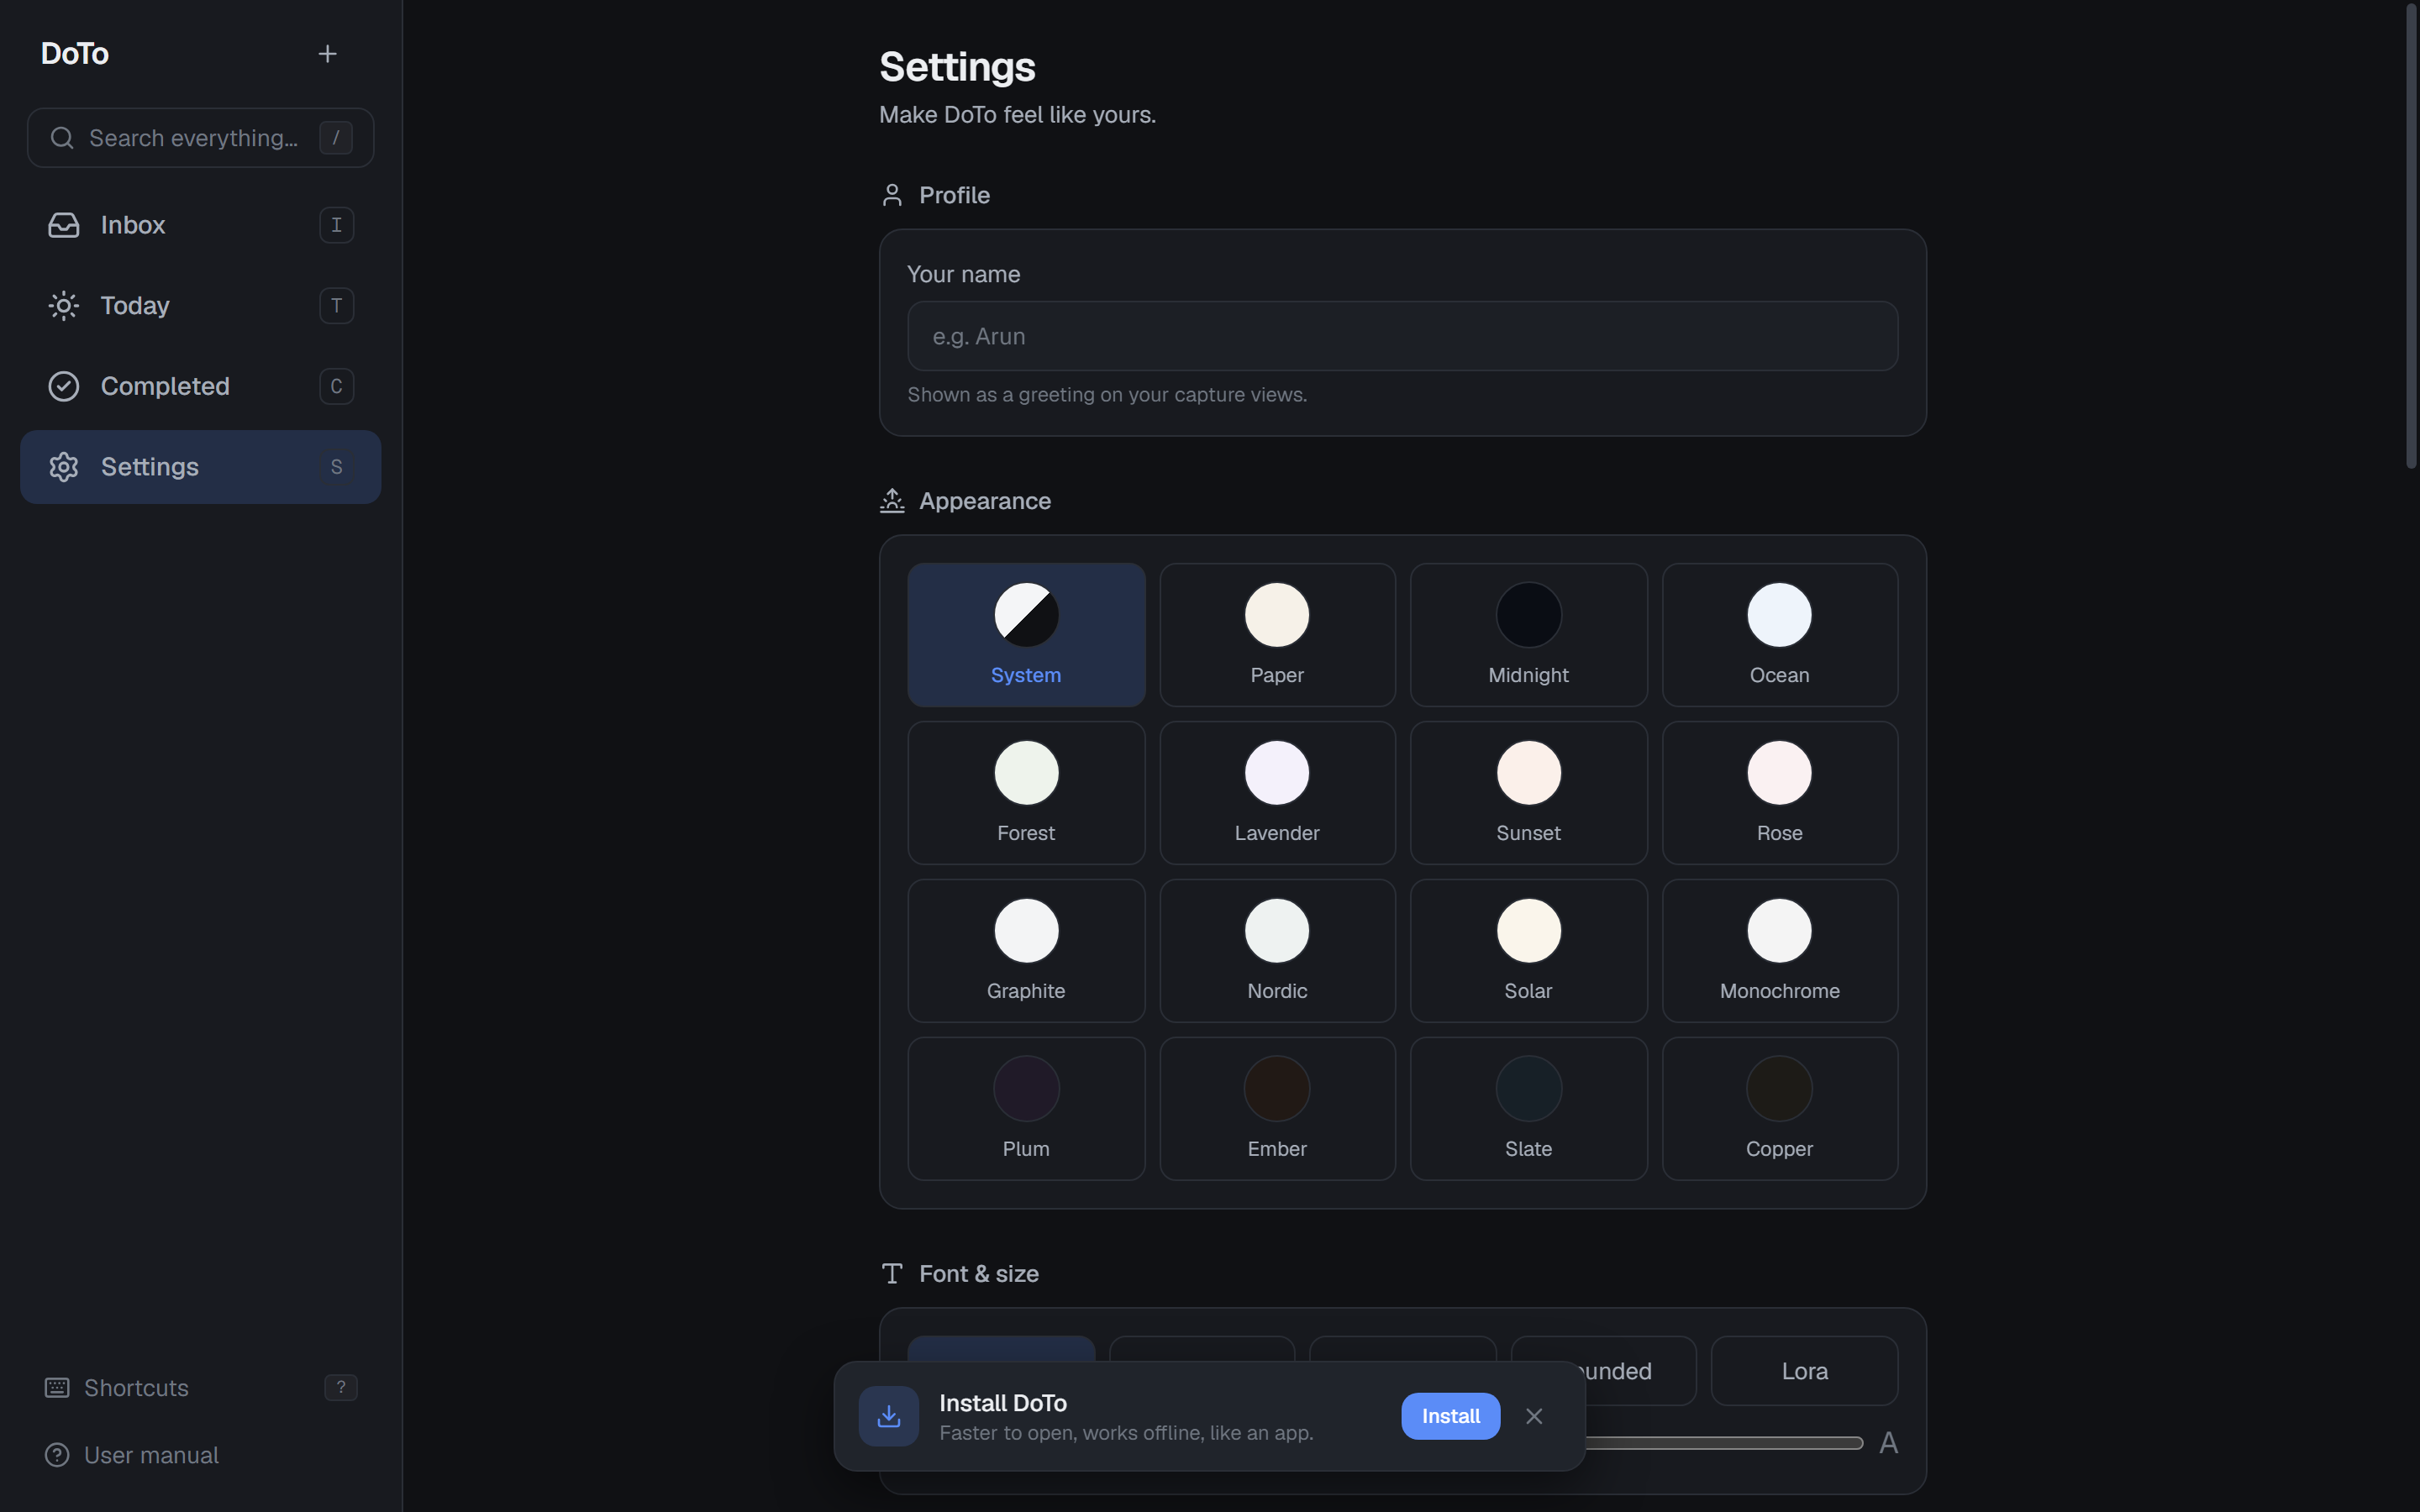 DoTo
Search everything... /
Inbox I
Today T
Completed C
Settings S
Shortcuts ?
User manual
Settings
Make DoTo feel like yours.
Profile
Your name
e.g. Arun
Shown as a greeting on your capture views.
Appearance
System Paper Midnight Ocean
Forest Lavender Sunset Rose
Graphite Nordic Solar Monochrome
Plum Ember Slate Copper
Font & size
Lora
A
Install DoTo
Faster to open, works offline, like an app.
Install